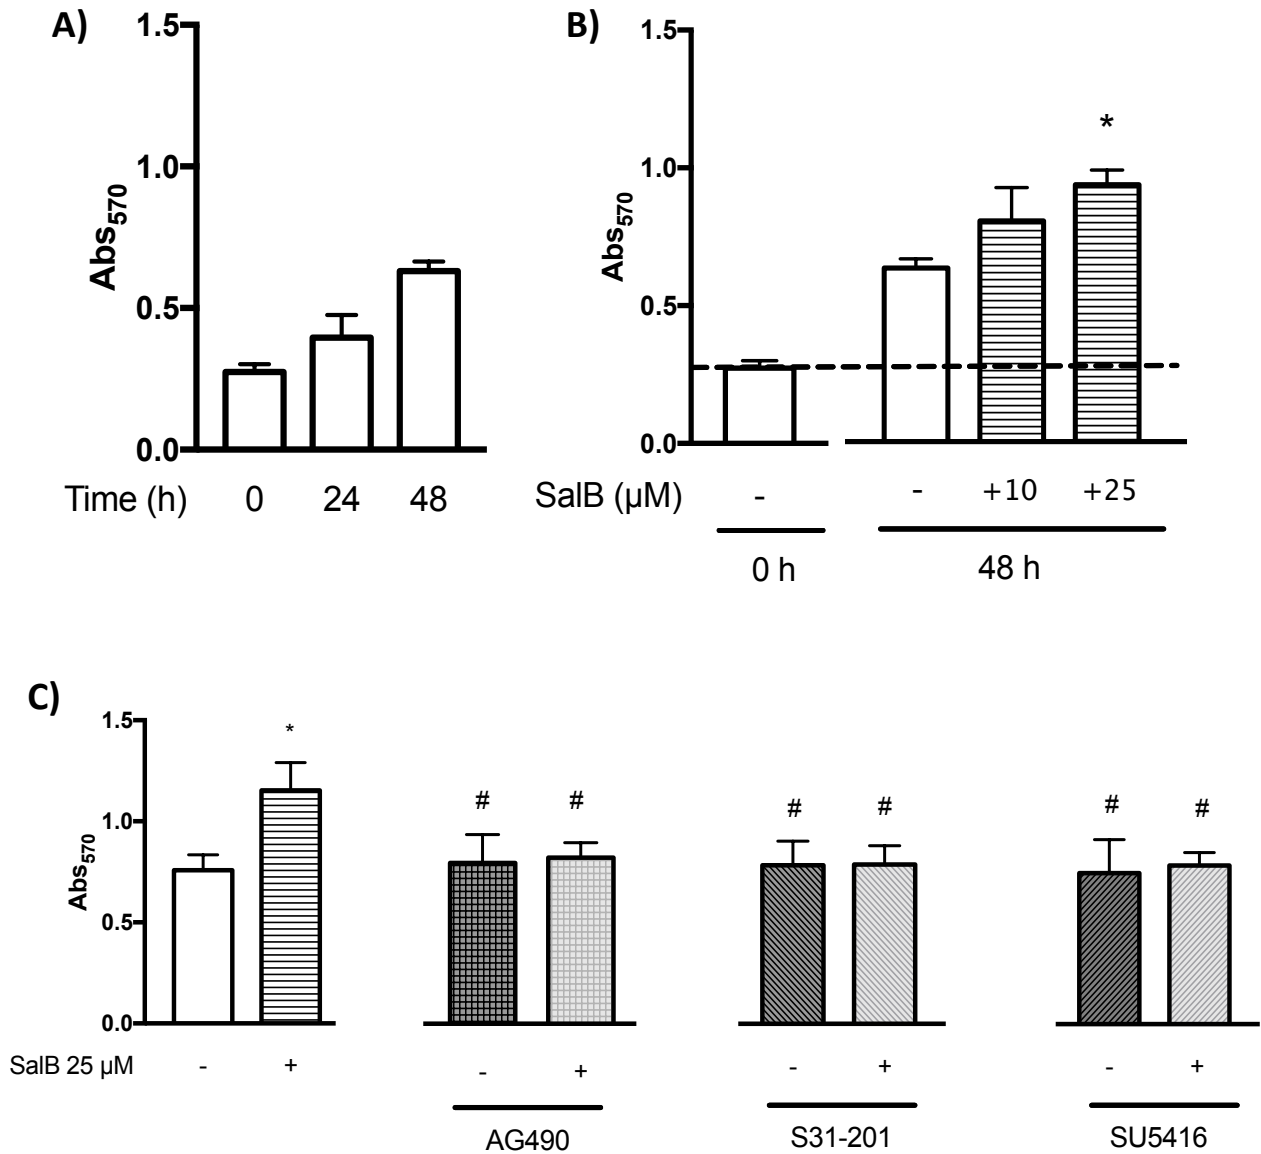 A)
1.5
1.0
0.5
0.0
Abs570
Time (h) 0 24 48
B)
1.5
1.0
0.5
0.0
Abs570
*
SalB (µM) - - +10 +25
0 h 48 h
C)
1.5
1.0
0.5
0.0
Abs570
* # # # # # #
SalB 25 µM - + - + - + - +
AG490 S31-201 SU5416